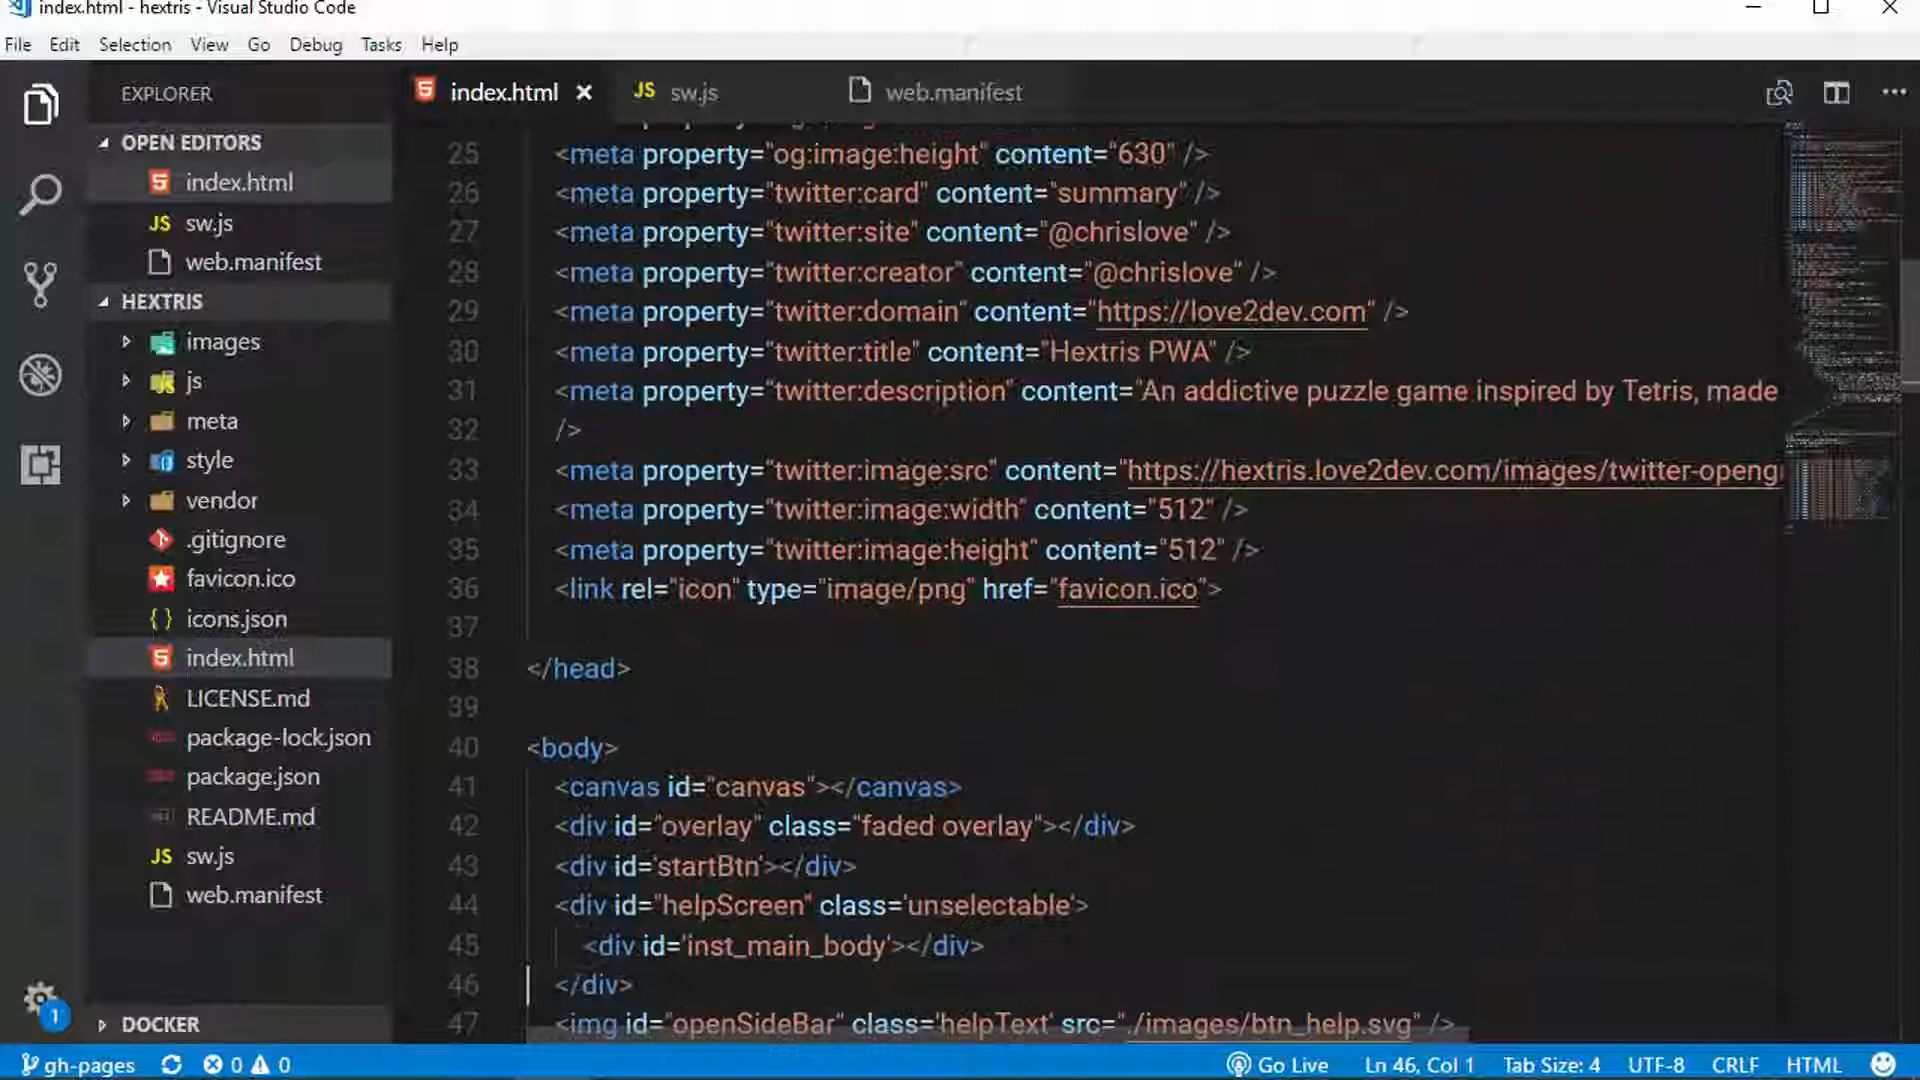 index.html - hextris - Visual Studio Code
File Edit Selection View Go Debug Tasks Help
EXPLORER
OPEN EDITORS
index.html
sw.js
web.manifest
HEXTRIS
images
js
meta
style
vendor
.gitignore
favicon.ico
icons.json
index.html
LICENSE.md
package-lock.json
package.json
README.md
sw.js
web.manifest
DOCKER
index.html JS sw.js web.manifest
25 <meta property="og:image:height" content="630" />
26 <meta property="twitter:card" content="summary" />
27 <meta property="twitter:site" content="@chrislove" />
28 <meta property="twitter:creator" content="@chrislove" />
29 <meta property="twitter:domain" content="https://love2dev.com" />
30 <meta property="twitter:title" content="Hextris PWA" />
31 <meta property="twitter:description" content="An addictive puzzle game inspired by Tetris, made
32 />
33 <meta property="twitter:image:src" content="https://hextris.love2dev.com/images/twitter-opengr
34 <meta property="twitter:image:width" content="512" />
35 <meta property="twitter:image:height" content="512" />
36 <link rel="icon" type="image/png" href="favicon.ico">
37
38 </head>
39
40 <body>
41 <canvas id="canvas"></canvas>
42 <div id="overlay" class="faded overlay"></div>
43 <div id='startBtn'></div>
44 <div id="helpScreen" class='unselectable'>
45 <div id='inst_main_body'></div>
46 </div>
47 <img id="openSideBar" class='helpText' src="./images/btn_help.svg" />
gh-pages 0 0 Go Live Ln 46, Col 1 Tab Size: 4 UTF-8 CRLF HTML